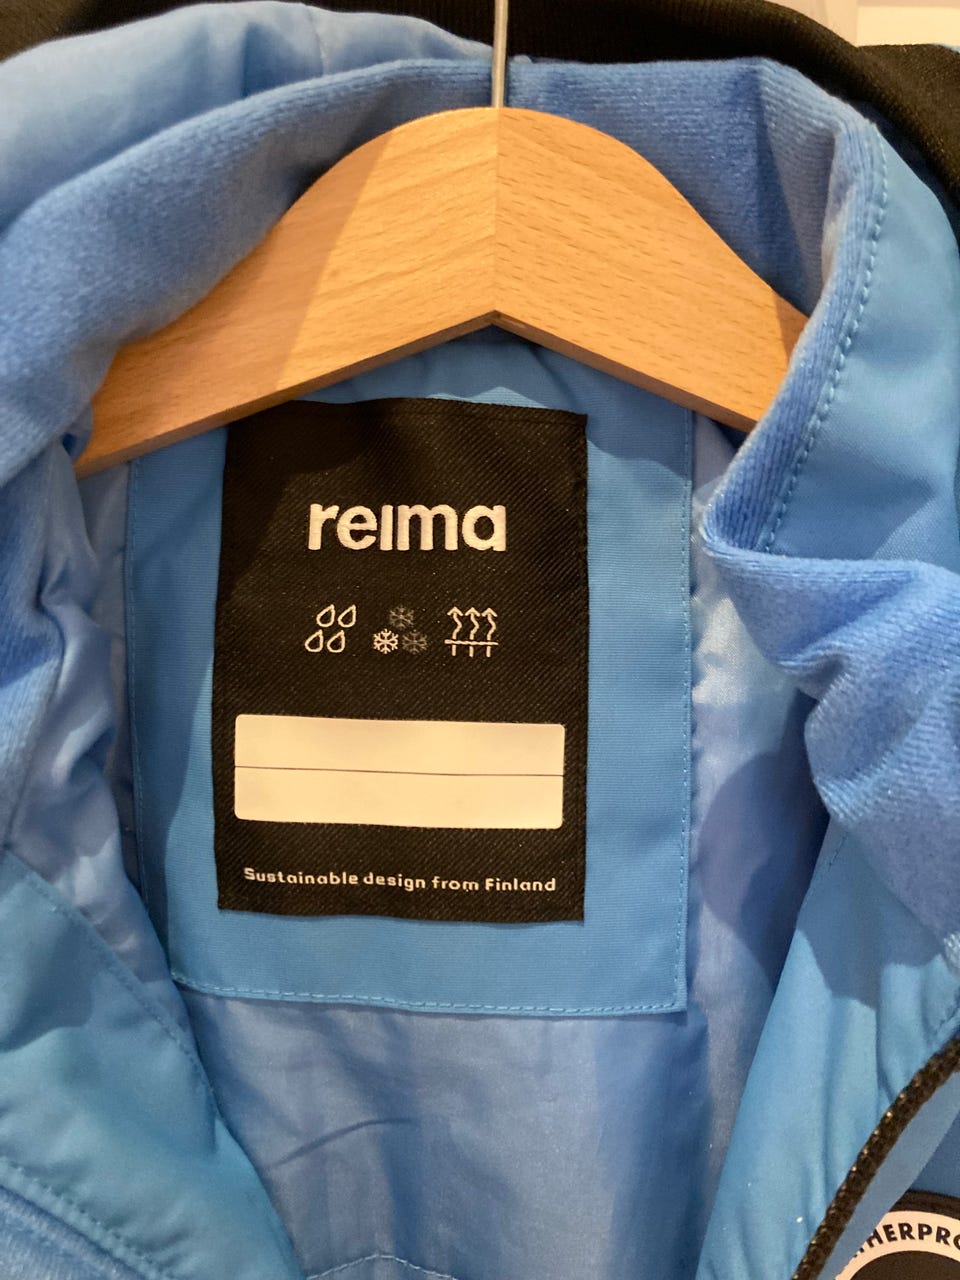 reima
Sustainable design from Finland